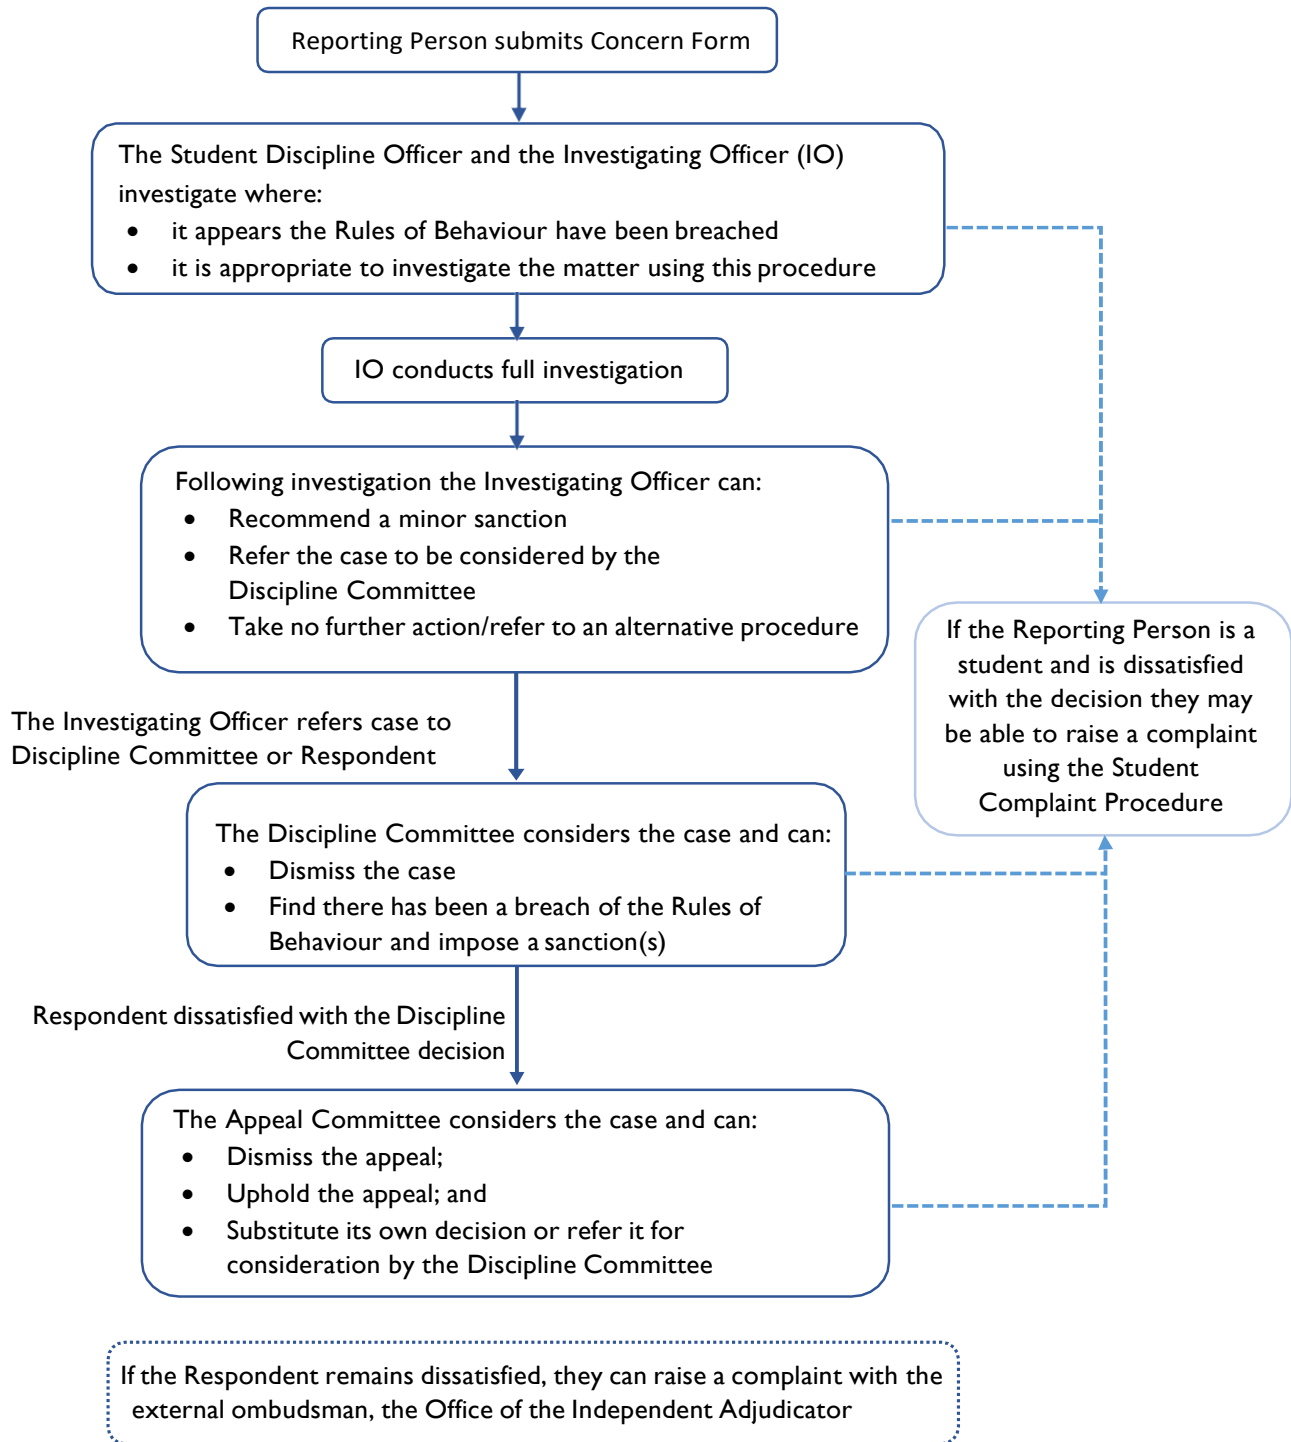 Reporting Person submits Concern Form
The Student Discipline Officer and the Investigating Officer (IO)
investigate where:
• it appears the Rules of Behaviour have been breached
• it is appropriate to investigate the matter using this procedure
IO conducts full investigation
Following investigation the Investigating Officer can:
• Recommend a minor sanction
• Refer the case to be considered by the
Discipline Committee
• Take no further action/refer to an alternative procedure
If the Reporting Person is a
student and is dissatisfied
with the decision they may
be able to raise a complaint
using the Student
Complaint Procedure
The Investigating Officer refers case to
Discipline Committee or Respondent
The Discipline Committee considers the case and can:
• Dismiss the case
• Find there has been a breach of the Rules of
Behaviour and impose a sanction(s)
Respondent dissatisfied with the Discipline
Committee decision
The Appeal Committee considers the case and can:
• Dismiss the appeal;
• Uphold the appeal; and
• Substitute its own decision or refer it for
consideration by the Discipline Committee
If the Respondent remains dissatisfied, they can raise a complaint with the
external ombudsman, the Office of the Independent Adjudicator